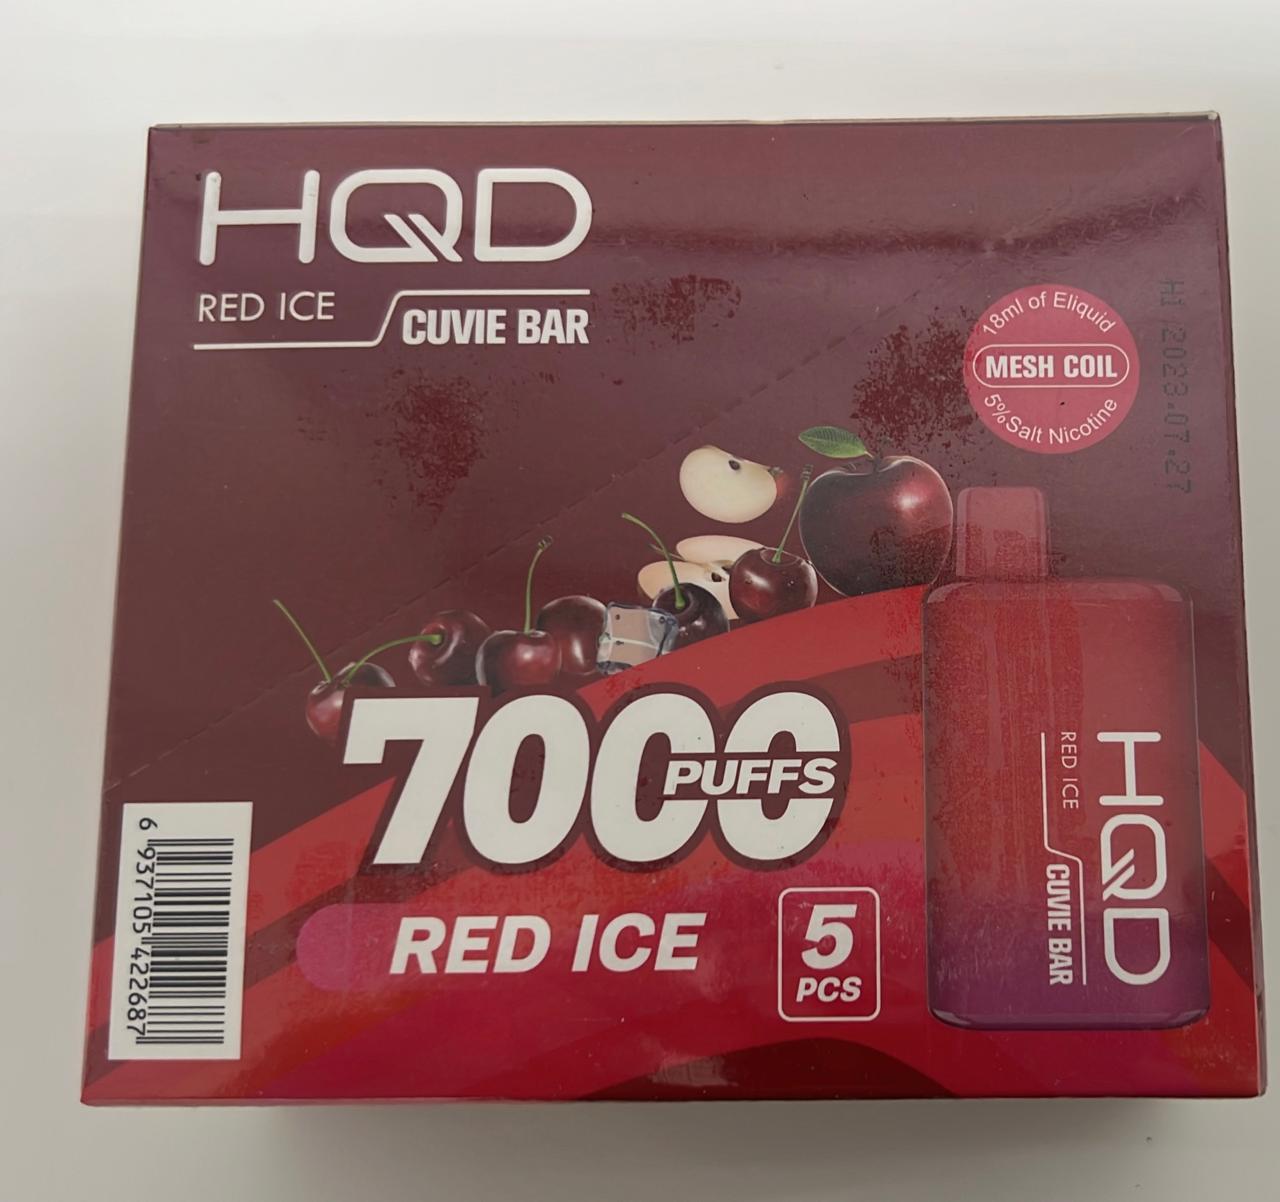 HQD
RED ICE
CUVIE BAR
18ml of Eliquid
MESH COIL
5% Salt Nicotine
H1 /2023.07.27
7000
PUFFS
RED ICE
5
PCS
HQD
RED ICE
CUVIE BAR
6 937105 422687